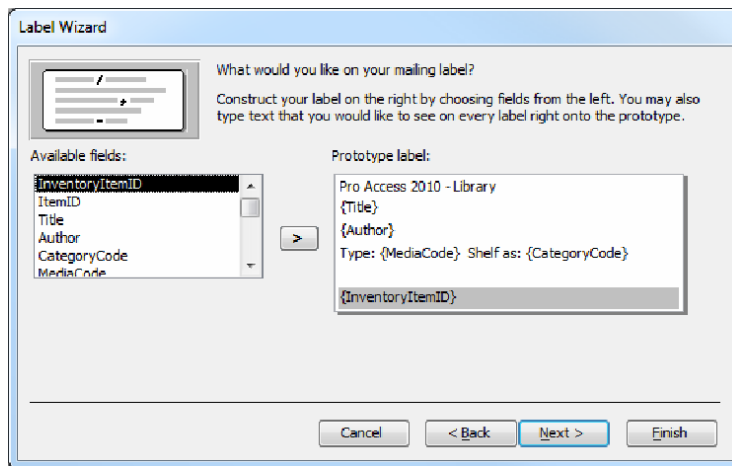 Label Wizard
What would you like on your mailing label?
Construct your label on the right by choosing fields from the left. You may also
type text that you would like to see on every label right onto the prototype.
Available fields:
InventoryItemID
ItemID
Title
Author
CategoryCode
MediaCode
>
Prototype label:
Pro Access 2010 - Library
{Title}
{Author}
Type: {MediaCode} Shelf as: {CategoryCode}
{InventoryItemID}
Cancel
< Back
Next >
Finish